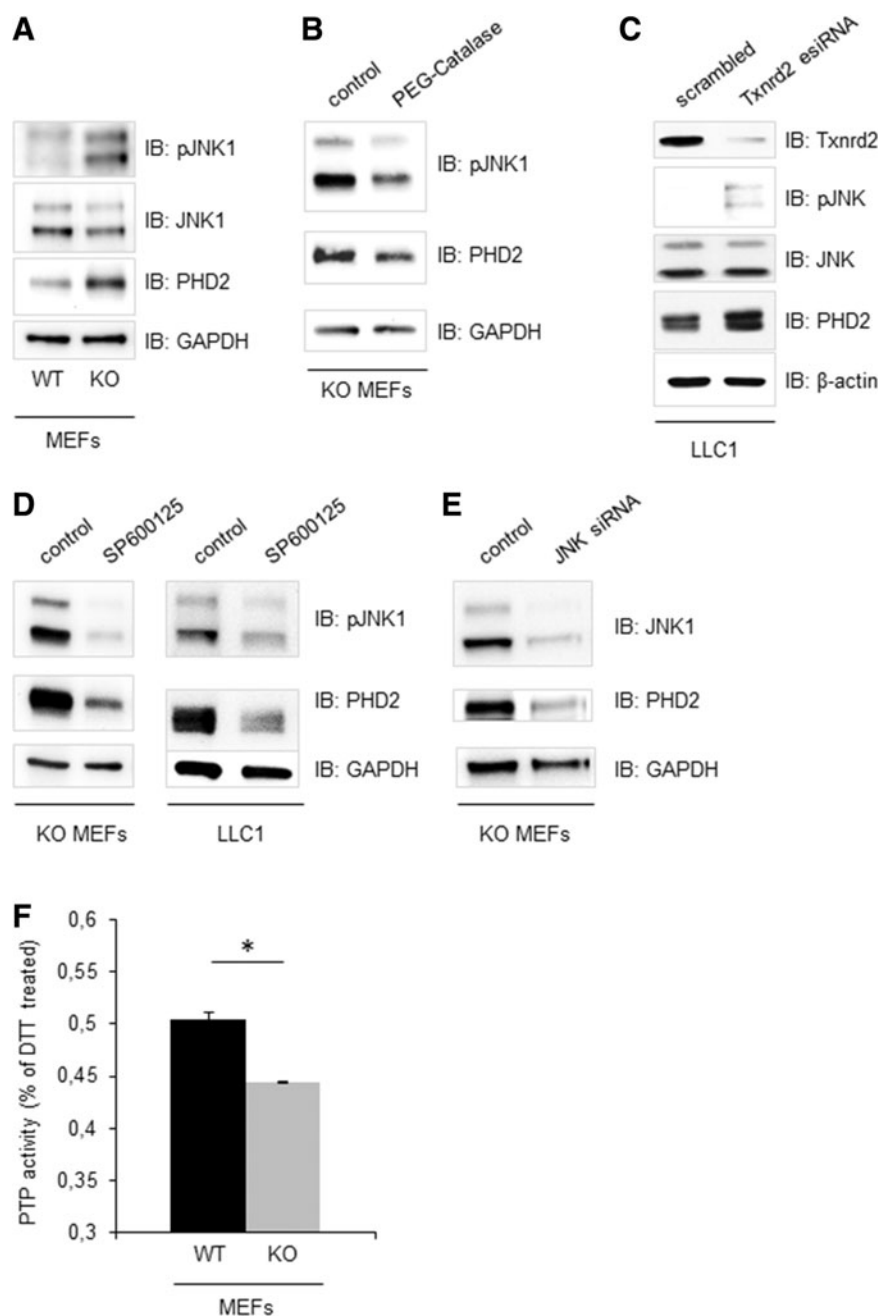 A
IB: pJNK1
IB: JNK1
IB: PHD2
IB: GAPDH
WT KO
MEFs
B
control PEG-Catalase
IB: pJNK1
IB: PHD2
IB: GAPDH
KO MEFs
C
scrambled Txnrd2 esiRNA
IB: Txnrd2
IB: pJNK
IB: JNK
IB: PHD2
IB: β-actin
LLC1
D
control SP600125 control SP600125
IB: pJNK1
IB: PHD2
IB: GAPDH
KO MEFs LLC1
E
control JNK siRNA
IB: JNK1
IB: PHD2
IB: GAPDH
KO MEFs
F
PTP activity (% of DTT treated)
0,6
0,55
0,5
0,45
0,4
0,35
0,3
*
WT KO
MEFs